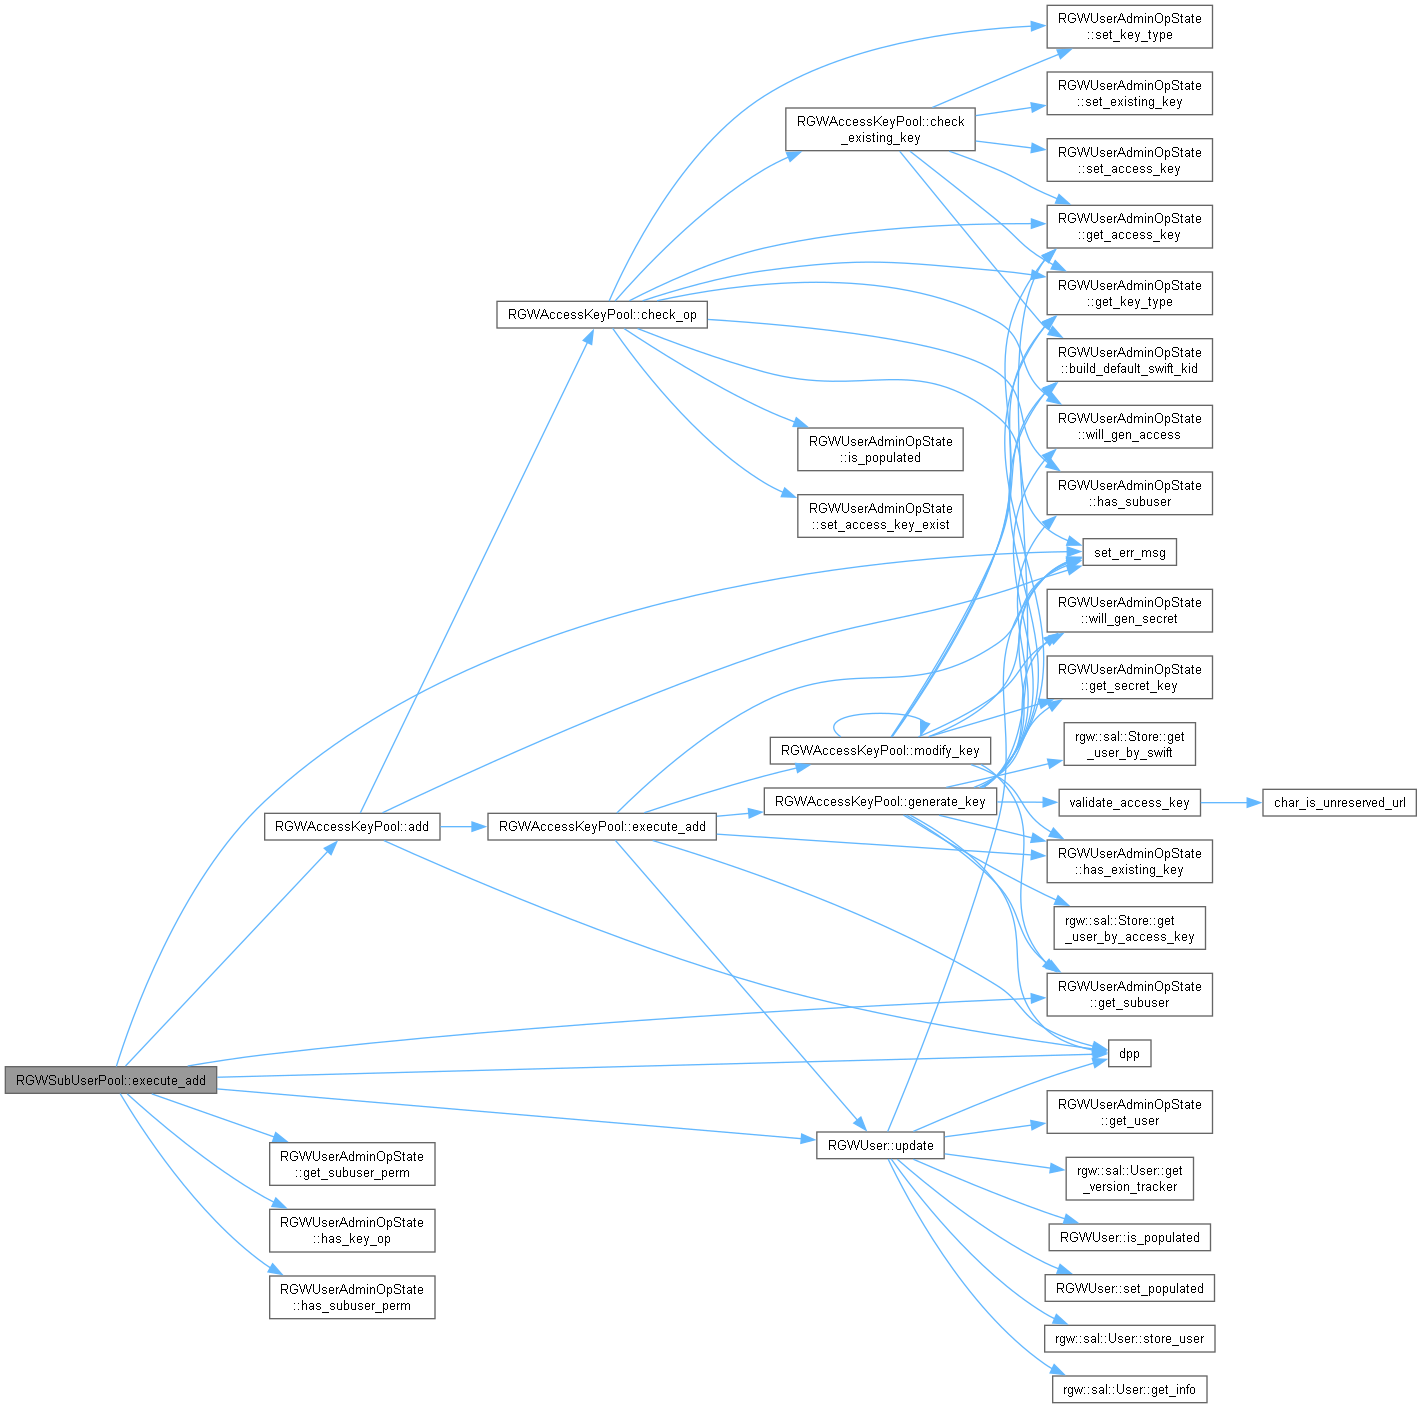 RGWUserAdminOpState
::set_key_type
RGWUserAdminOpState
::set_existing_key
RGWAccessKeyPool::check
_existing_key
RGWUserAdminOpState
::set_access_key
RGWUserAdminOpState
::get_access_key
RGWUserAdminOpState
::get_key_type
RGWAccessKeyPool::check_op
RGWUserAdminOpState
::build_default_swift_kid
RGWUserAdminOpState
::will_gen_access
RGWUserAdminOpState
::is_populated
RGWUserAdminOpState
::has_subuser
RGWUserAdminOpState
::set_access_key_exist
set_err_msg
RGWUserAdminOpState
::will_gen_secret
RGWUserAdminOpState
::get_secret_key
rgw::sal::Store::get
_user_by_swift
RGWAccessKeyPool::modify_key
RGWAccessKeyPool::generate_key
validate_access_key
char_is_unreserved_url
RGWAccessKeyPool::add
RGWAccessKeyPool::execute_add
RGWUserAdminOpState
::has_existing_key
rgw::sal::Store::get
_user_by_access_key
RGWUserAdminOpState
::get_subuser
dpp
RGWSubUserPool::execute_add
RGWUserAdminOpState
::get_user
RGWUser::update
RGWUserAdminOpState
::get_subuser_perm
rgw::sal::User::get
_version_tracker
RGWUserAdminOpState
::has_key_op
RGWUser::is_populated
RGWUserAdminOpState
::has_subuser_perm
RGWUser::set_populated
rgw::sal::User::store_user
rgw::sal::User::get_info